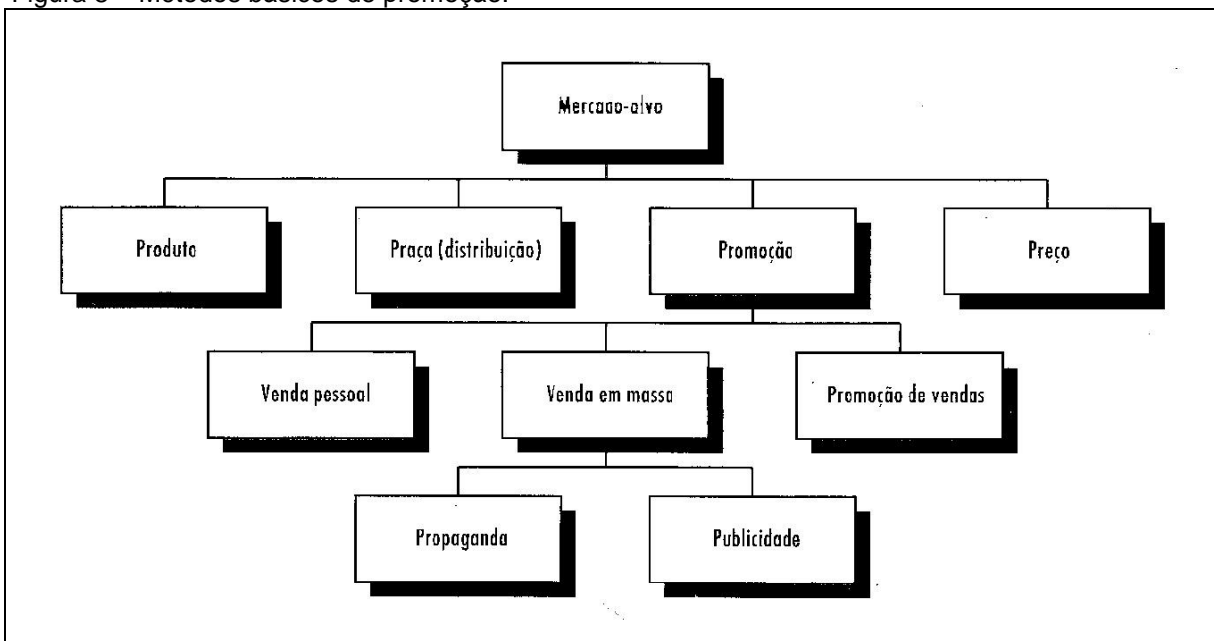 Figura – Métodos básicos de promoção.
Mercado-alvo
Produto
Praça (distribuição)
Promoção
Preço
Venda pessoal
Venda em massa
Promoção de vendas
Propaganda
Publicidade